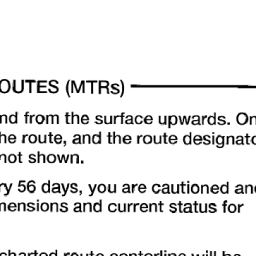 OUTES (MTRs)
nd from the surface upwards. On
he route, and the route designato
not shown.
ry 56 days, you are cautioned and
mensions and current status for
charted route centerline will be